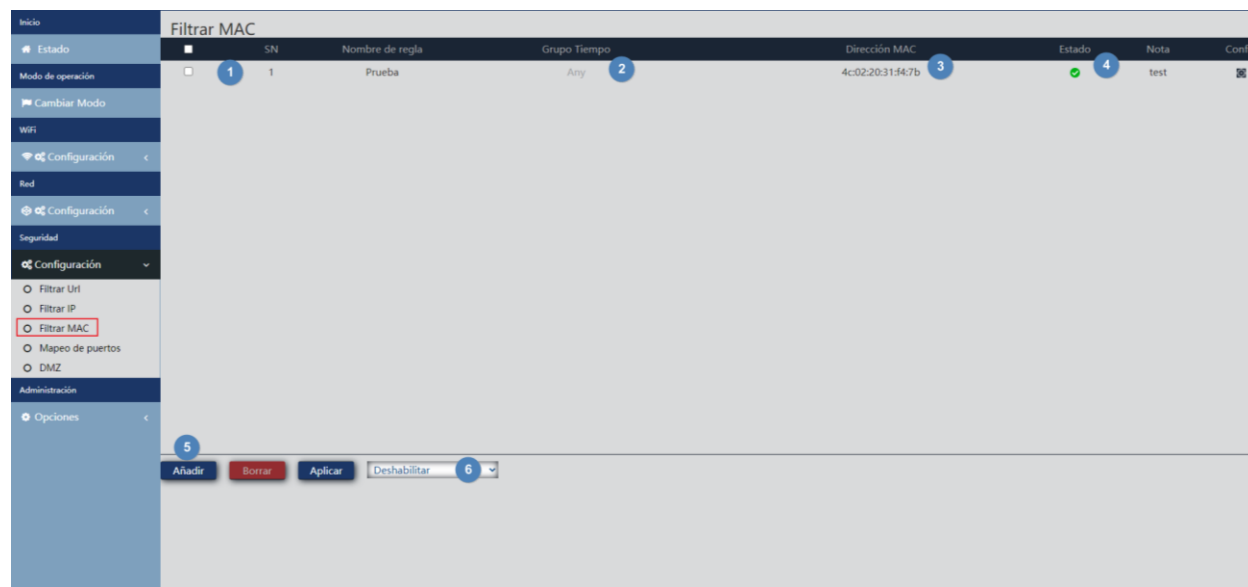 Inicio
Estado
Modo de operación
Cambiar Modo
WiFi
Configuración
Red
Configuración
Seguridad
Configuración
Filtrar Url
Filtrar IP
Filtrar MAC
Mapeo de puertos
DMZ
Administración
Opciones
Filtrar MAC
SN Nombre de regla Grupo Tiempo Dirección MAC Estado Nota Conf
1 1 Prueba Any 2 4c:02:20:31:f4:7b 3 4 test
5
Añadir Borrar Aplicar Deshabilitar 6